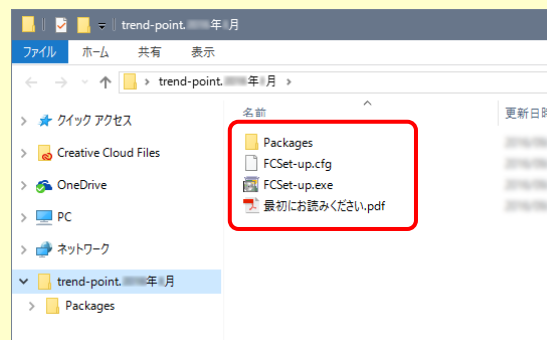 trend-point. 年 月
ファイル ホーム 共有 表示
trend-point. 年 月
名前 更新日時
クイック アクセス
Packages
Creative Cloud Files
FCSet-up.cfg
OneDrive
FCSet-up.exe
PC
最初にお読みください.pdf
ネットワーク
trend-point. 年 月
Packages